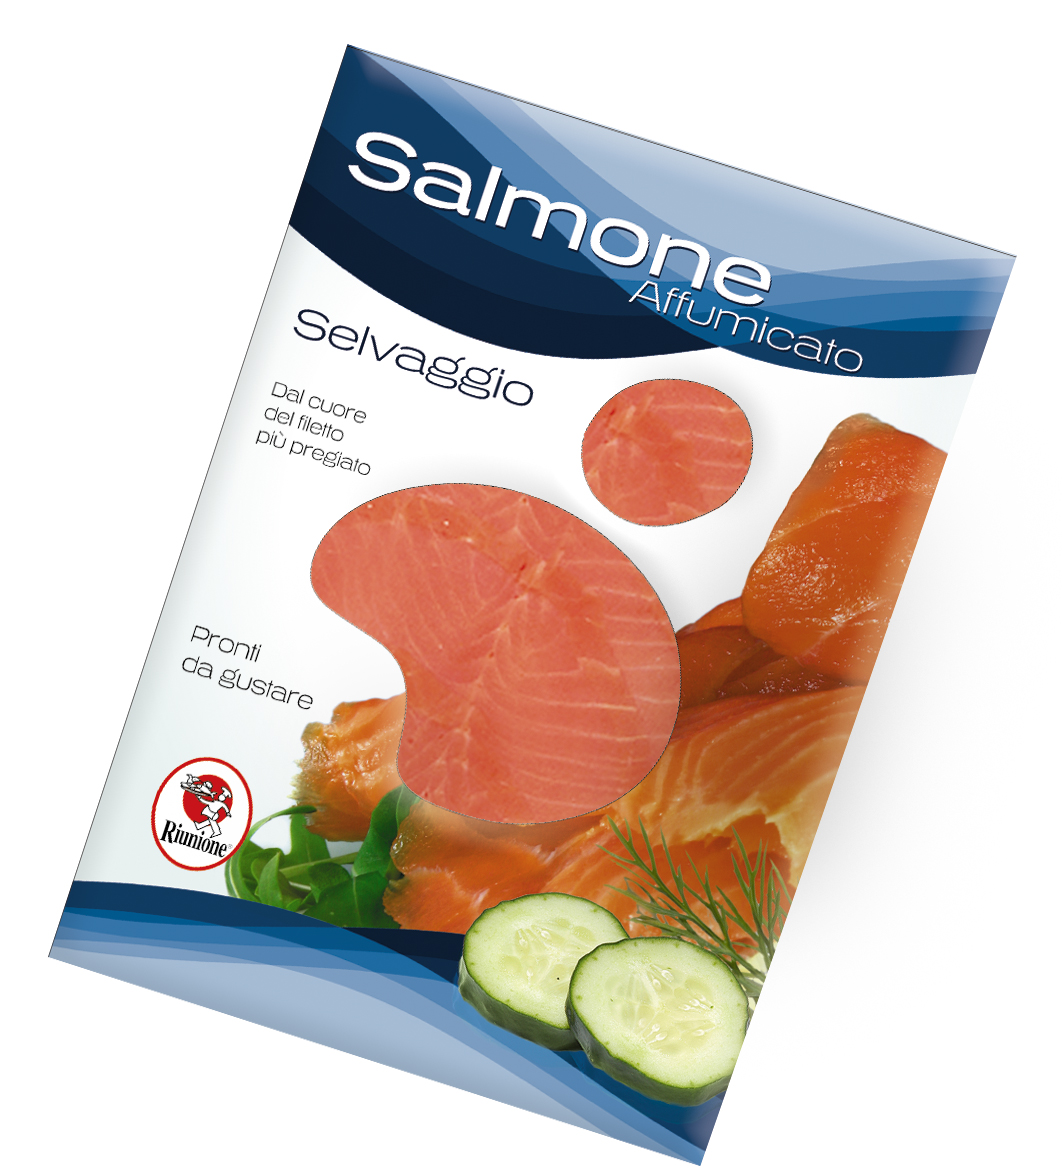 Salmone
Affumicato
Selvaggio
Dal cuore
del filetto
più pregiato
Pronti
da gustare
Riunione®